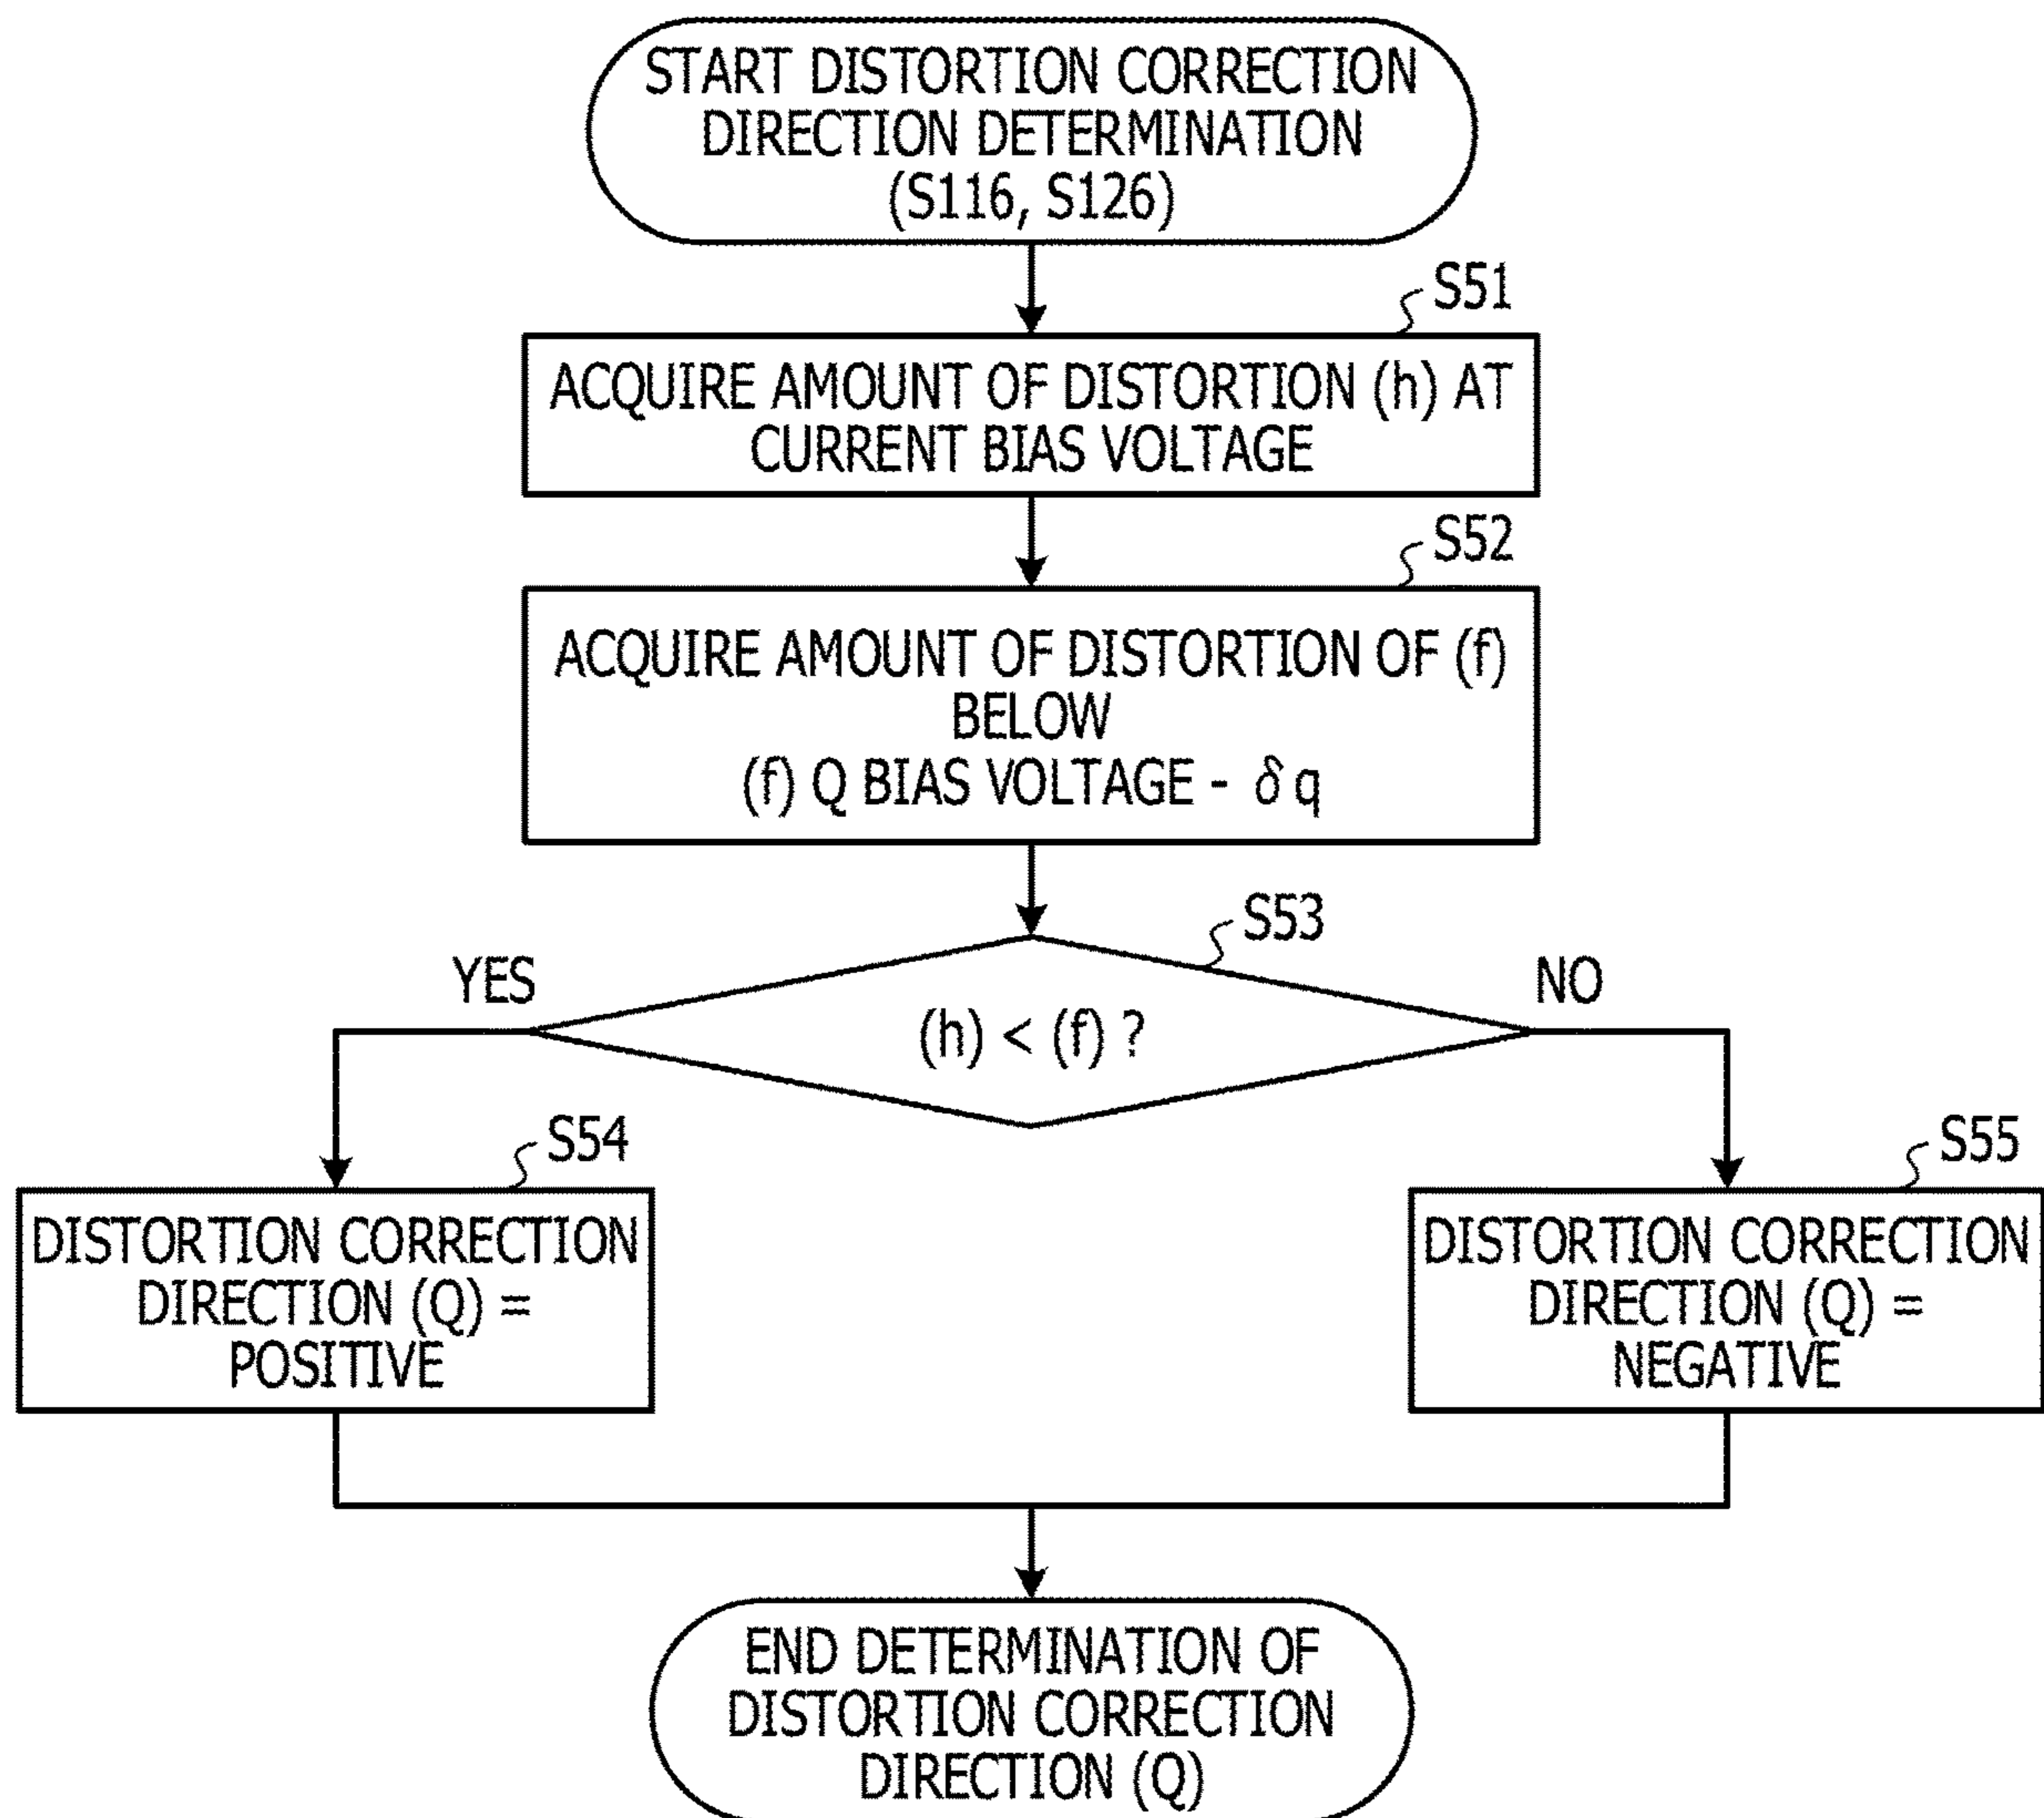 START DISTORTION CORRECTION
DIRECTION DETERMINATION
(S116, S126)
S51
ACQUIRE AMOUNT OF DISTORTION (h) AT
CURRENT BIAS VOLTAGE
S52
ACQUIRE AMOUNT OF DISTORTION OF (f)
BELOW
(f) Q BIAS VOLTAGE - δq
S53
YES
NO
(h) < (f) ?
S54
S55
DISTORTION CORRECTION
DIRECTION (Q) =
POSITIVE
DISTORTION CORRECTION
DIRECTION (Q) =
NEGATIVE
END DETERMINATION OF
DISTORTION CORRECTION
DIRECTION (Q)